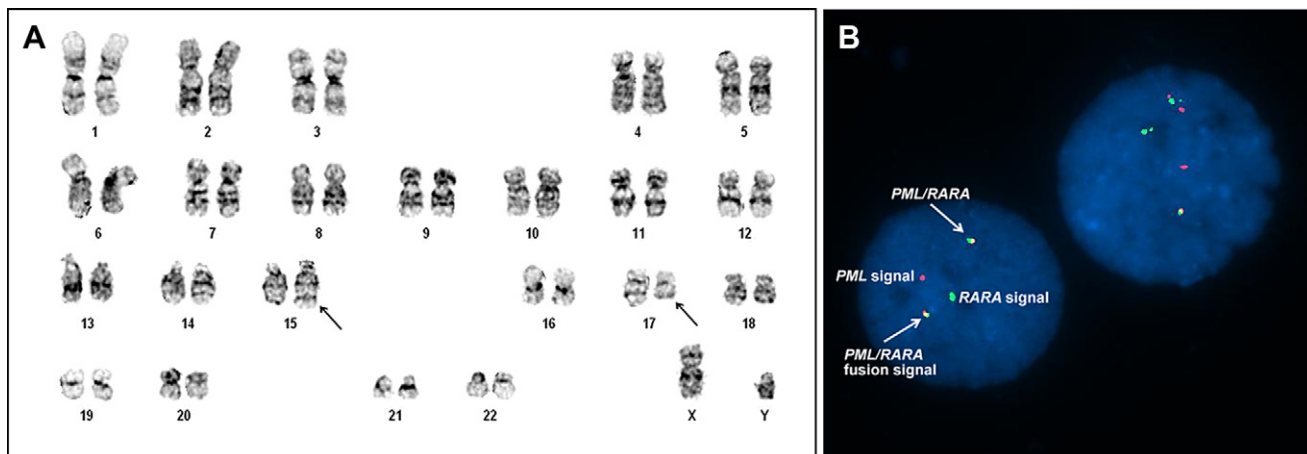 A
1 2 3 4 5
6 7 8 9 10 11 12
13 14 15 16 17 18
19 20 21 22 X Y
B
PML/RARA
PML signal
RARA signal
PML/RARA
fusion signal